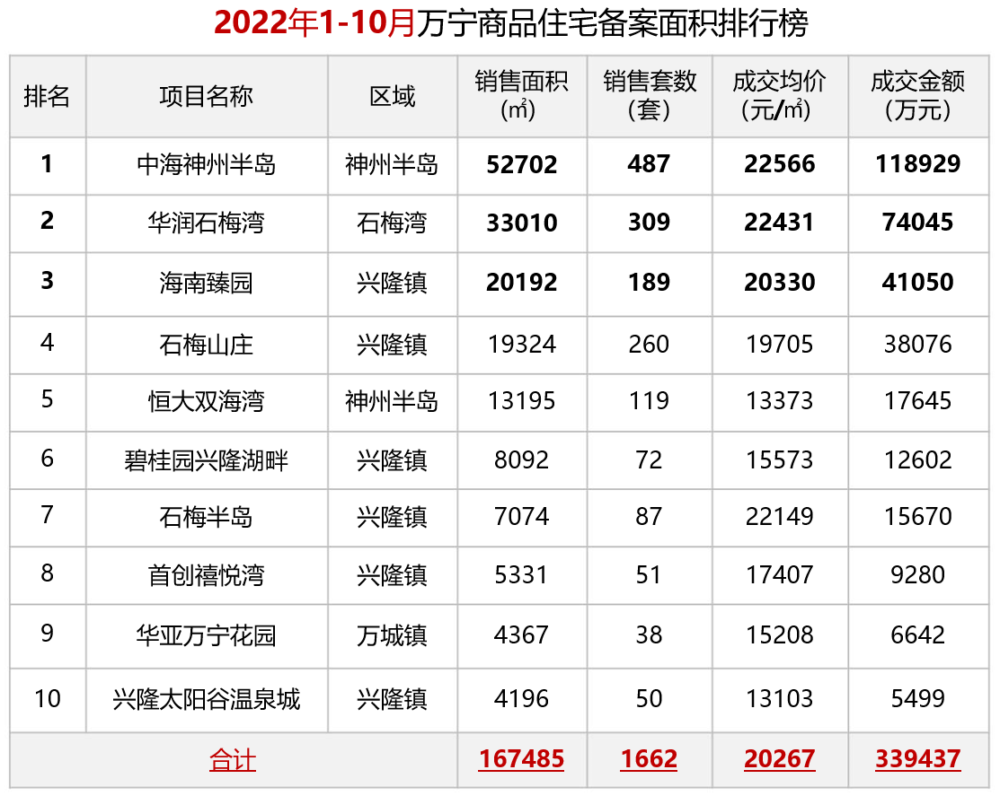 2022年1-10月万宁商品住宅备案面积排行榜
排名 项目名称 区域 销售面积（㎡） 销售套数（套） 成交均价（元/㎡） 成交金额（万元）
1 中海神州半岛 神州半岛 52702 487 22566 118929
2 华润石梅湾 石梅湾 33010 309 22431 74045
3 海南臻园 兴隆镇 20192 189 20330 41050
4 石梅山庄 兴隆镇 19324 260 19705 38076
5 恒大双海湾 神州半岛 13195 119 13373 17645
6 碧桂园兴隆湖畔 兴隆镇 8092 72 15573 12602
7 石梅半岛 兴隆镇 7074 87 22149 15670
8 首创禧悦湾 兴隆镇 5331 51 17407 9280
9 华亚万宁花园 万城镇 4367 38 15208 6642
10 兴隆太阳谷温泉城 兴隆镇 4196 50 13103 5499
合计 167485 1662 20267 339437